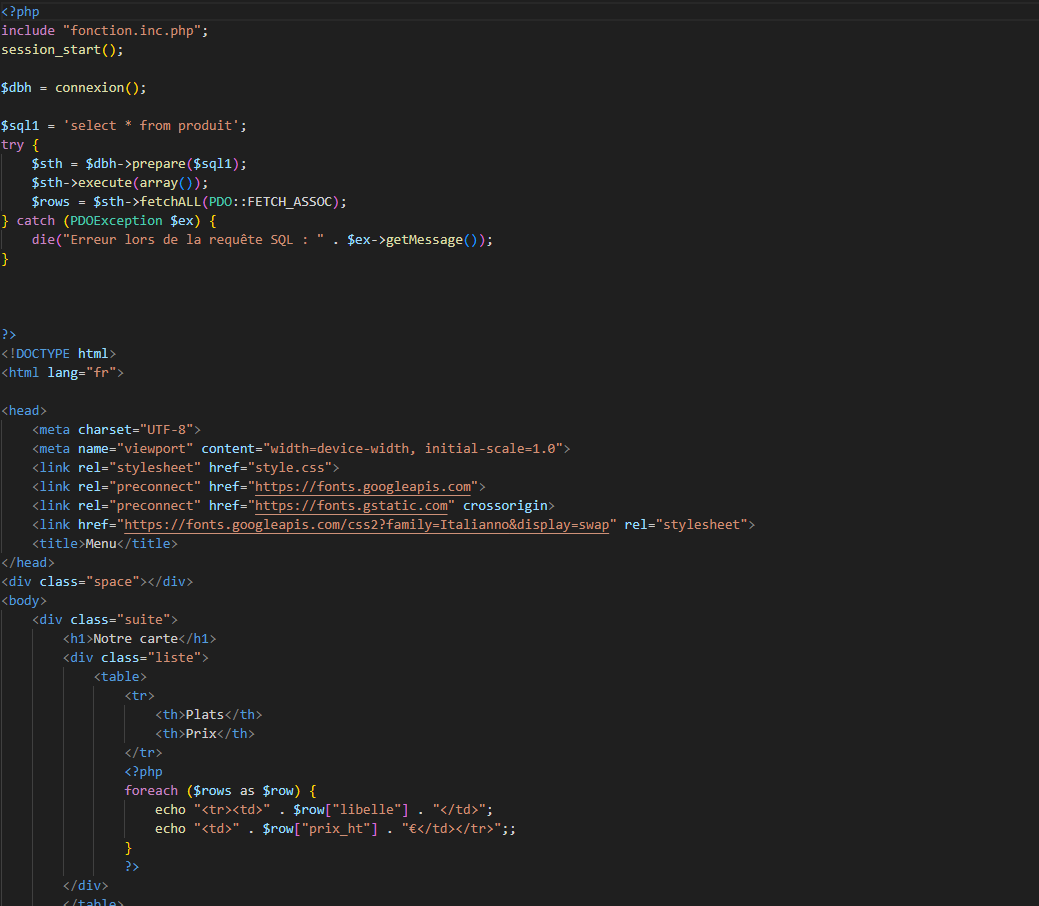 <?php
include "fonction.inc.php";
session_start();
$dbh = connexion();
$sql1 = 'select * from produit';
try {
$sth = $dbh->prepare($sql1);
$sth->execute(array());
$rows = $sth->fetchALL(PDO::FETCH_ASSOC);
} catch (PDOException $ex) {
die("Erreur lors de la requête SQL : " . $ex->getMessage());
}
?>
<!DOCTYPE html>
<html lang="fr">
<head>
<meta charset="UTF-8">
<meta name="viewport" content="width=device-width, initial-scale=1.0">
<link rel="stylesheet" href="style.css">
<link rel="preconnect" href="https://fonts.googleapis.com">
<link rel="preconnect" href="https://fonts.gstatic.com" crossorigin>
<link href="https://fonts.googleapis.com/css2?family=Italianno&display=swap" rel="stylesheet">
<title>Menu</title>
</head>
<div class="space"></div>
<body>
<div class="suite">
<h1>Notre carte</h1>
<div class="liste">
<table>
<tr>
<th>Plats</th>
<th>Prix</th>
</tr>
<?php
foreach ($rows as $row) {
echo "<tr><td>" . $row["libelle"] . "</td>";
echo "<td>" . $row["prix_ht"] . "€</td></tr>";;
}
?>
</div>
</table>